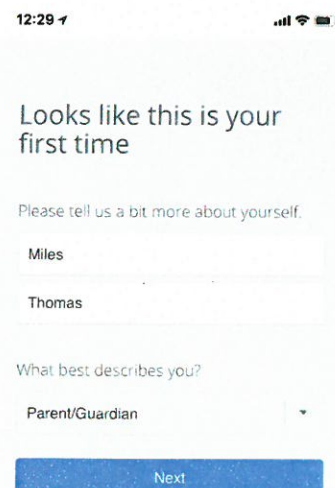 12:29
Looks like this is your
first time
Please tell us a bit more about yourself.
Miles
Thomas
What best describes you?
Parent/Guardian
Next